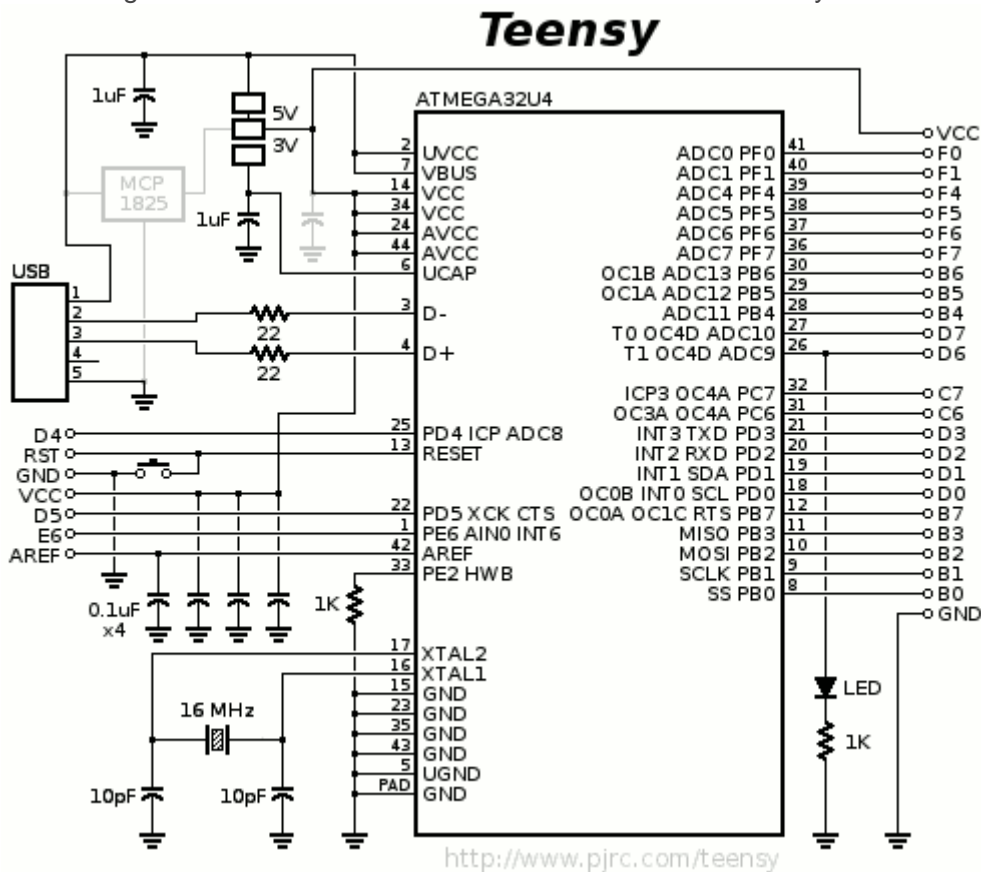 Teensy
ATMEGA32U4
1uF
5V
3V
MCP
1825
1uF
USB
1
2
3
4
5
22
22
2 UVCC
7 VBUS
14 VCC
34 VCC
24 AVCC
44 AVCC
6 UCAP
3 D-
4 D+
D4 25 PD4 ICP ADC8
RST 13 RESET
GND
VCC
D5 22 PD5 XCK CTS
E6 1 PE6 AIN0 INT6
AREF 42 AREF
33 PE2 HWB
0.1uF
x4
1K
17 XTAL2
16 XTAL1
15 GND
23 GND
35 GND
43 GND
5 UGND
PAD GND
16 MHz
10pF
10pF
VCC
ADC0 PF0 41 F0
ADC1 PF1 40 F1
ADC4 PF4 39 F4
ADC5 PF5 38 F5
ADC6 PF6 37 F6
ADC7 PF7 36 F7
OC1B ADC13 PB6 30 B6
OC1A ADC12 PB5 29 B5
ADC11 PB4 28 B4
T0 OC4D ADC10 27 D7
T1 OC4D ADC9 26 D6
ICP3 OC4A PC7 32 C7
OC3A OC4A PC6 31 C6
INT3 TXD PD3 21 D3
INT2 RXD PD2 20 D2
INT1 SDA PD1 19 D1
OC0B INT0 SCL PD0 18 D0
OC0A OC1C RTS PB7 12 B7
MISO PB3 11 B3
MOSI PB2 10 B2
SCLK PB1 9 B1
SS PB0 8 B0
GND
LED
1K
http://www.pjrc.com/teensy